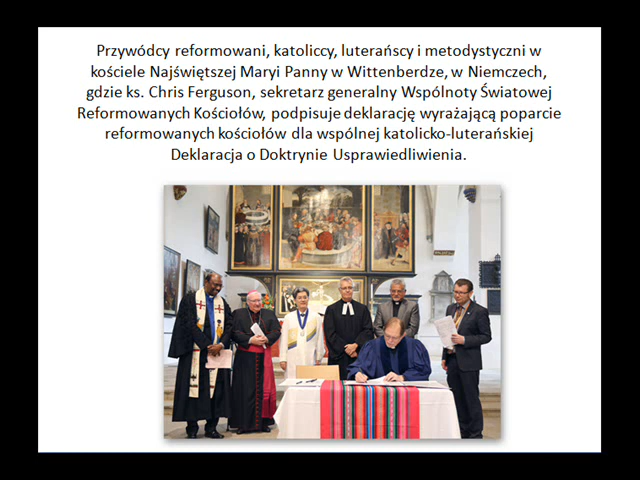 Przywódcy reformowani, katoliccy, luterańscy i metodystyczni w
kościele Najświętszej Maryi Panny w Wittenberdze, w Niemczech,
gdzie ks. Chris Ferguson, sekretarz generalny Wspólnoty Światowej
Reformowanych Kościołów, podpisuje deklarację wyrażającą poparcie
reformowanych kościołów dla wspólnej katolicko-luterańskiej
Deklaracja o Doktrynie Usprawiedliwienia.